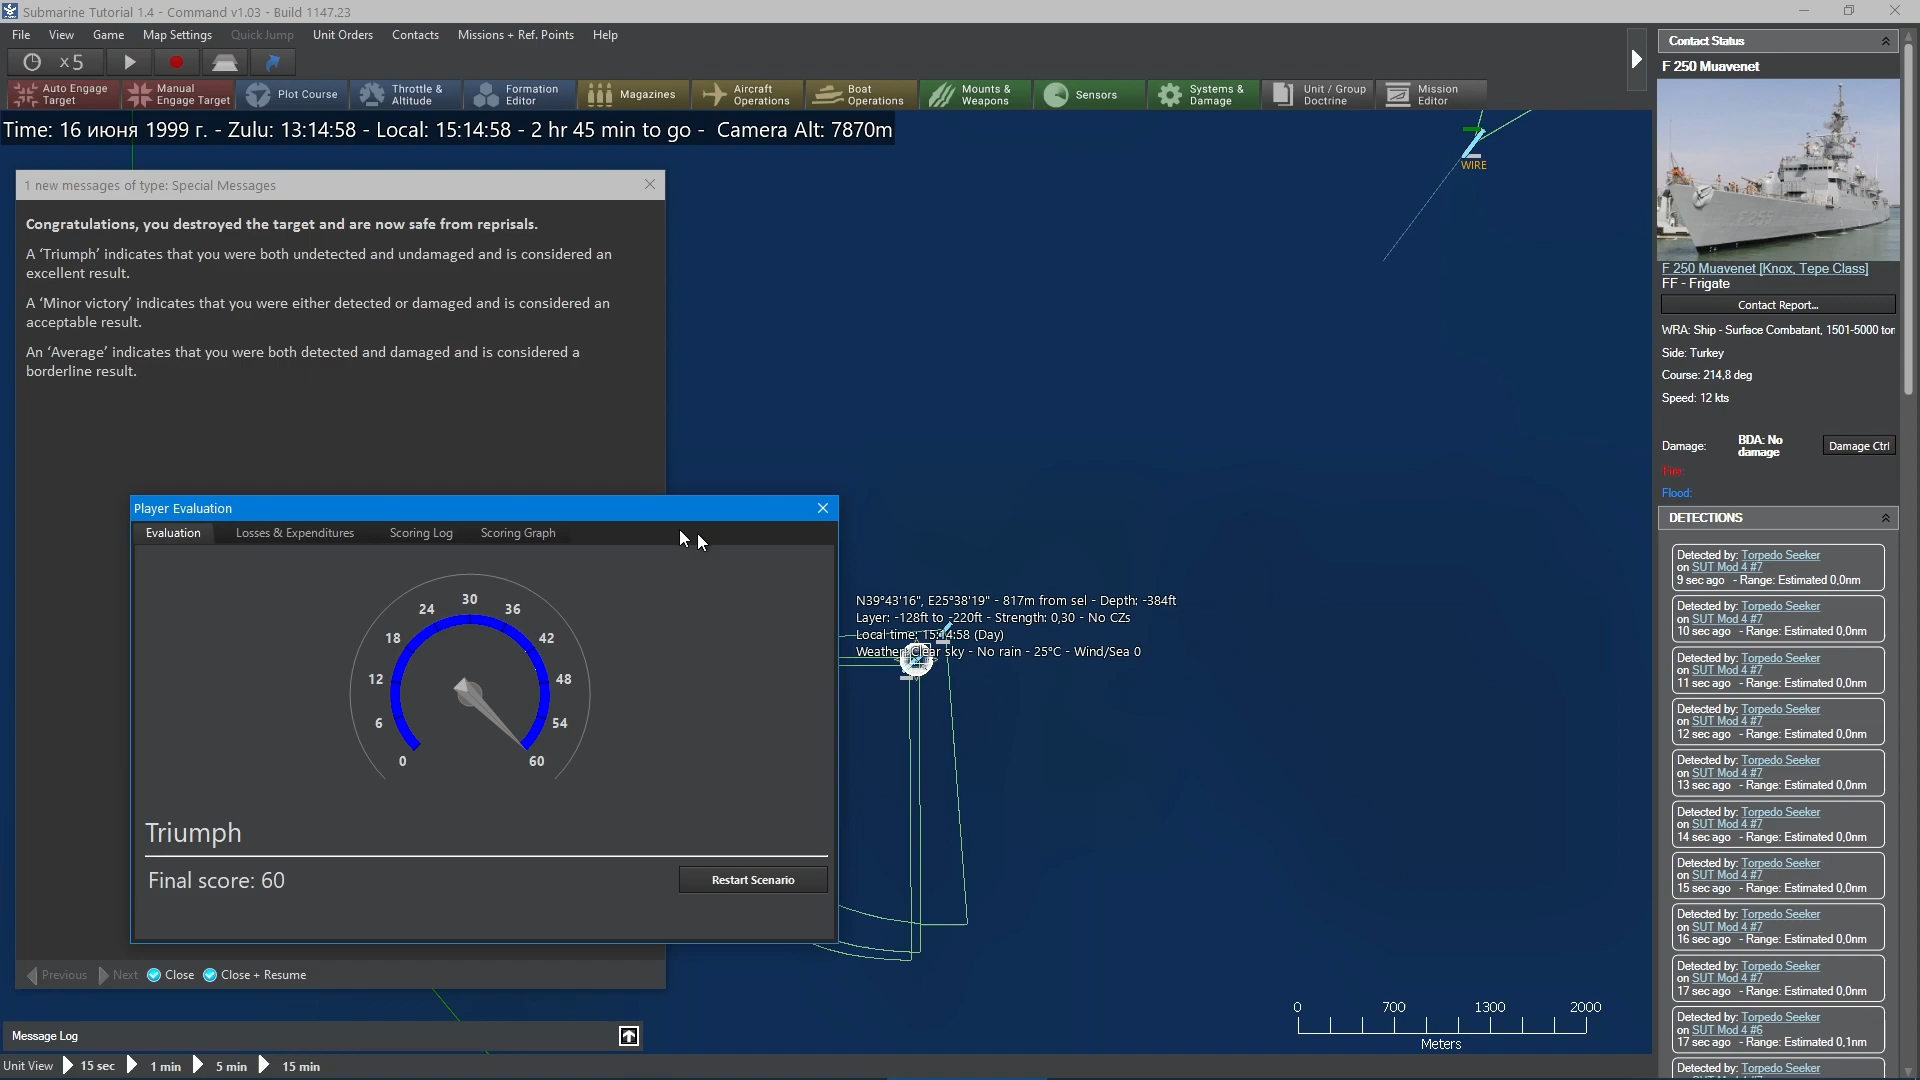 Submarine Tutorial 1.4 - Command v1.03 - Build 1147.23
File View Game Map Settings Quick Jump Unit Orders Contacts Missions + Ref. Points Help
x5
Auto Engage Target
Manual Engage Target
Plot Course
Throttle & Altitude
Formation Editor
Magazines
Aircraft Operations
Boat Operations
Mounts & Weapons
Sensors
Systems & Damage
Unit / Group Doctrine
Mission Editor
Time: 16 июня 1999 г. - Zulu: 13:14:58 - Local: 15:14:58 - 2 hr 45 min to go - Camera Alt: 7870m
WIRE
1 new messages of type: Special Messages
Congratulations, you destroyed the target and are now safe from reprisals.
A ‘Triumph’ indicates that you were both undetected and undamaged and is considered an
excellent result.
A ‘Minor victory’ indicates that you were either detected or damaged and is considered an
acceptable result.
An ‘Average’ indicates that you were both detected and damaged and is considered a
borderline result.
Player Evaluation
Evaluation Losses & Expenditures Scoring Log Scoring Graph
0
6
12
18
24
30
36
42
48
54
60
Triumph
Final score: 60
Restart Scenario
Previous Next Close Close + Resume
N39°43'16", E25°38'19" - 817m from sel - Depth: -384ft
Layer: -128ft to -220ft - Strength: 0,30 - No CZs
Local time: 15:14:58 (Day)
Weather: Clear sky - No rain - 25°C - Wind/Sea 0
0 700 1300 2000
Meters
Message Log
Unit View 15 sec 1 min 5 min 15 min
Contact Status
F 250 Muavenet
F 250 Muavenet [Knox, Tepe Class]
FF - Frigate
Contact Report...
WRA: Ship - Surface Combatant, 1501-5000 ton
Side: Turkey
Course: 214,8 deg
Speed: 12 kts
Damage: BDA: No damage Damage Ctrl
Fire:
Flood:
DETECTIONS
Detected by: Torpedo Seeker
on SUT Mod 4 #7
9 sec ago - Range: Estimated 0,0nm
Detected by: Torpedo Seeker
on SUT Mod 4 #7
10 sec ago - Range: Estimated 0,0nm
Detected by: Torpedo Seeker
on SUT Mod 4 #7
11 sec ago - Range: Estimated 0,0nm
Detected by: Torpedo Seeker
on SUT Mod 4 #7
12 sec ago - Range: Estimated 0,0nm
Detected by: Torpedo Seeker
on SUT Mod 4 #7
13 sec ago - Range: Estimated 0,0nm
Detected by: Torpedo Seeker
on SUT Mod 4 #7
14 sec ago - Range: Estimated 0,0nm
Detected by: Torpedo Seeker
on SUT Mod 4 #7
15 sec ago - Range: Estimated 0,0nm
Detected by: Torpedo Seeker
on SUT Mod 4 #7
16 sec ago - Range: Estimated 0,0nm
Detected by: Torpedo Seeker
on SUT Mod 4 #7
17 sec ago - Range: Estimated 0,0nm
Detected by: Torpedo Seeker
on SUT Mod 4 #6
17 sec ago - Range: Estimated 0,1nm
Detected by: Torpedo Seeker